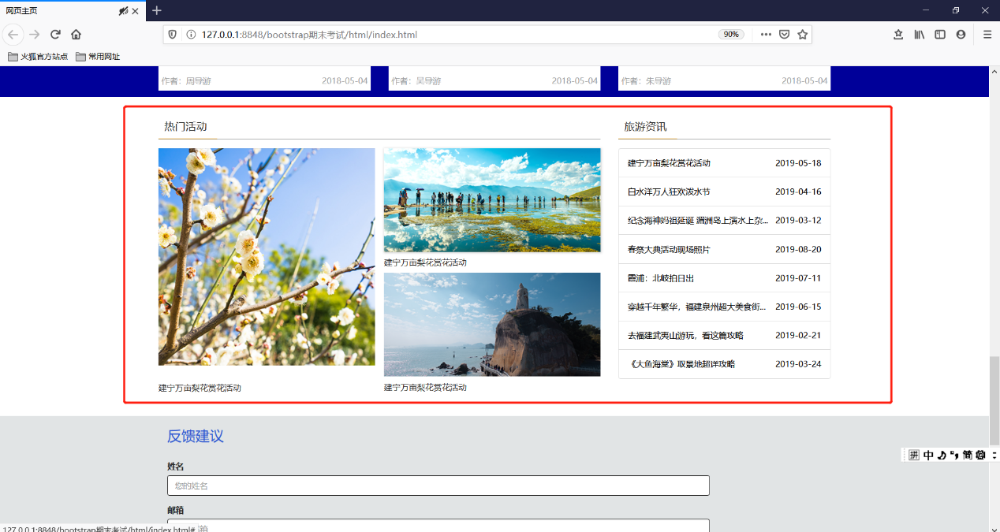 网页主页
127.0.0.1:8848/bootstrap期末考试/html/index.html
90%
火狐官方站点 常用网址
作者：周导游 2018-05-04
作者：吴导游 2018-05-04
作者：朱导游 2018-05-04
热门活动
建宁万亩梨花赏花活动
建宁万亩梨花赏花活动
建宁万亩梨花赏花活动
旅游资讯
建宁万亩梨花赏花活动 2019-05-18
白水洋万人狂欢泼水节 2019-04-16
纪念海神妈祖延诞 湄洲岛上演水上杂... 2019-03-12
春祭大典活动现场照片 2019-08-20
霞浦：北岐拍日出 2019-07-11
穿越千年繁华，福建泉州超大美食街... 2019-06-15
去福建武夷山游玩，看这篇攻略 2019-02-21
《大鱼海棠》取景地超详攻略 2019-03-24
反馈建议
姓名
您的姓名
邮箱
拼 中 简
127.0.0.1:8848/bootstrap期末考试/html/index.html#